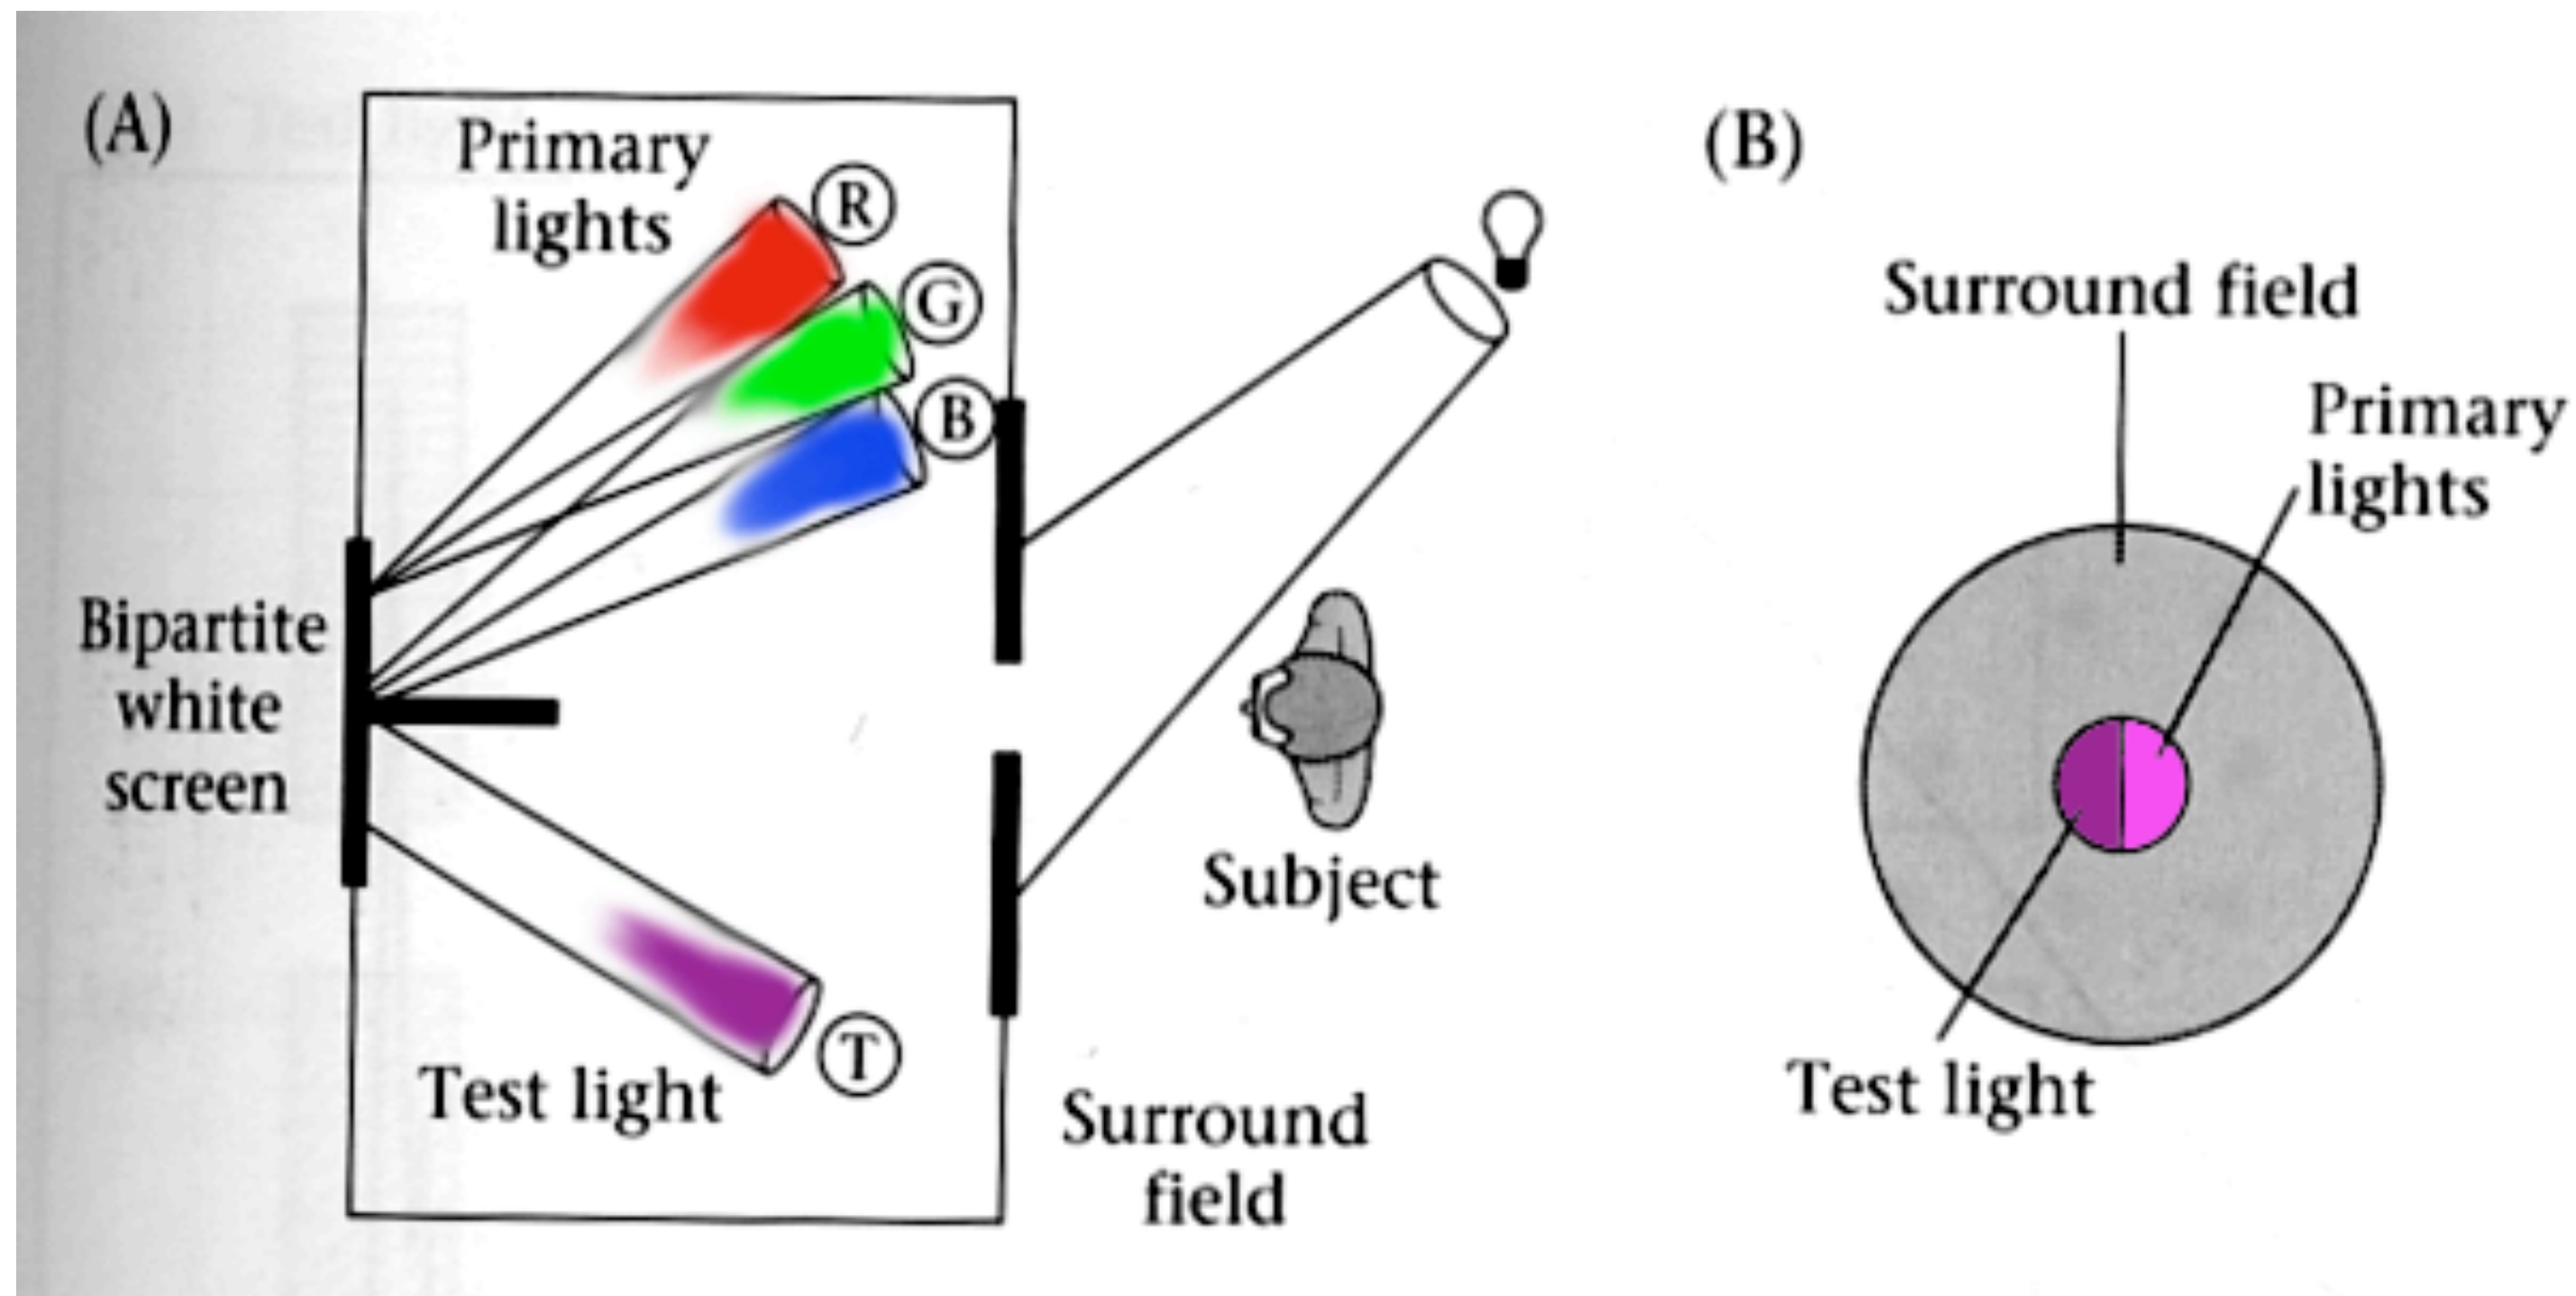 (A)
Primary
lights
R
G
B
Bipartite
white
screen
Test light
T
Subject
Surround
field
(B)
Surround field
Primary
lights
Test light